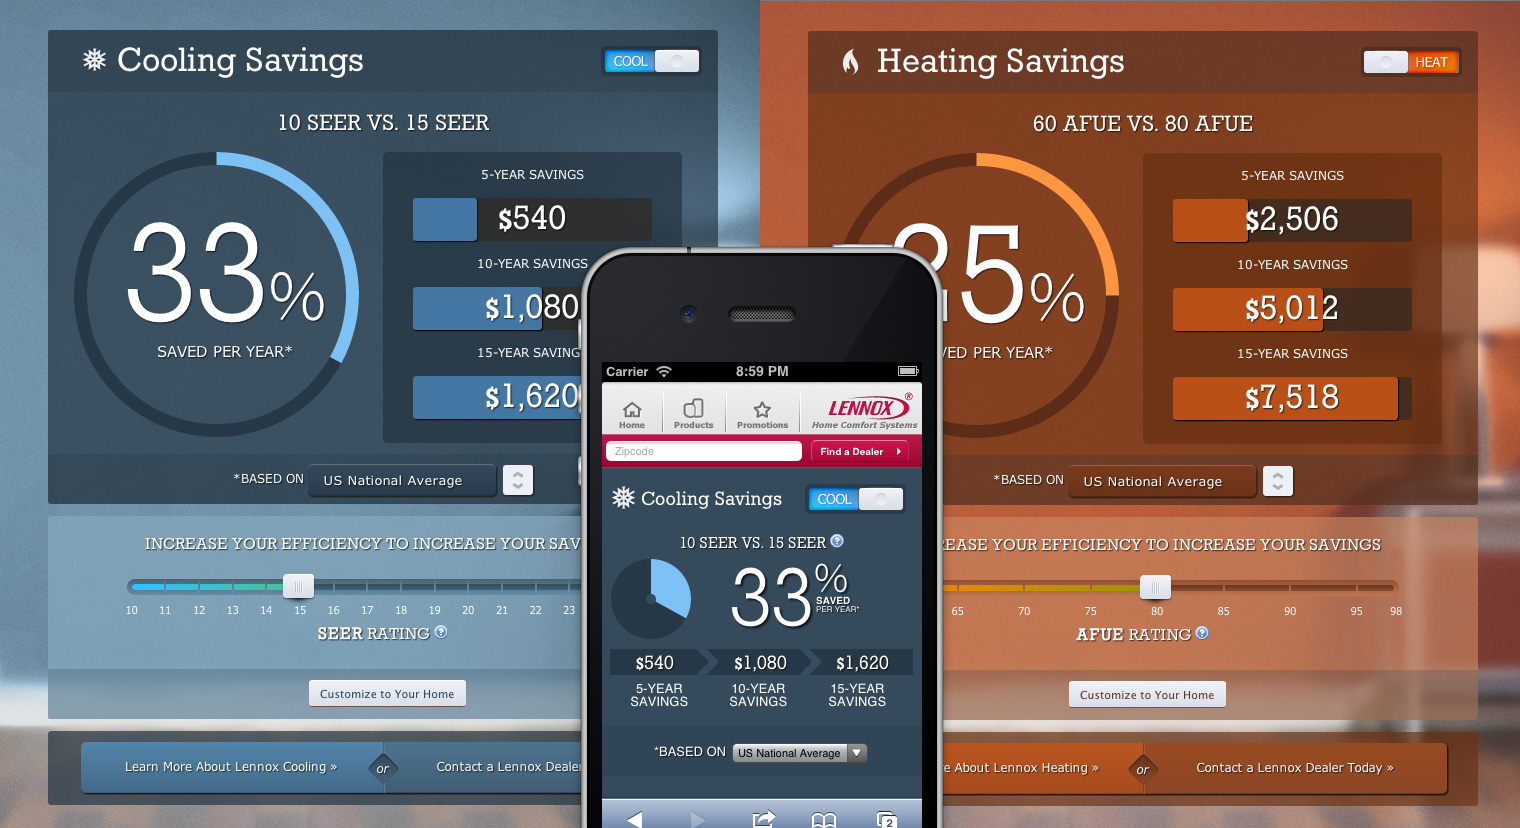 Cooling Savings
COOL
10 SEER VS. 15 SEER
33%
SAVED PER YEAR*
5-YEAR SAVINGS
$540
10-YEAR SAVINGS
$1,080
15-YEAR SAVING
$1,620
*BASED ON US National Average
INCREASE YOUR EFFICIENCY TO INCREASE YOUR SAV
10 11 12 13 14 15 16 17 18 19 20 21 22 23
SEER RATING ?
Customize to Your Home
Learn More About Lennox Cooling »
or
Contact a Lennox Dealer
Heating Savings
HEAT
60 AFUE VS. 80 AFUE
25%
VED PER YEAR*
5-YEAR SAVINGS
$2,506
10-YEAR SAVINGS
$5,012
15-YEAR SAVINGS
$7,518
*BASED ON US National Average
EASE YOUR EFFICIENCY TO INCREASE YOUR SAVINGS
65 70 75 80 85 90 95 98
AFUE RATING ?
Customize to Your Home
e About Lennox Heating »
or
Contact a Lennox Dealer Today »
Carrier 8:59 PM
Home Products Promotions
LENNOX®
Home Comfort Systems
Zipcode
Find a Dealer
Cooling Savings
COOL
10 SEER VS. 15 SEER ?
33%
SAVED
PER YEAR*
$540 $1,080 $1,620
5-YEAR SAVINGS
10-YEAR SAVINGS
15-YEAR SAVINGS
*BASED ON US National Average
2